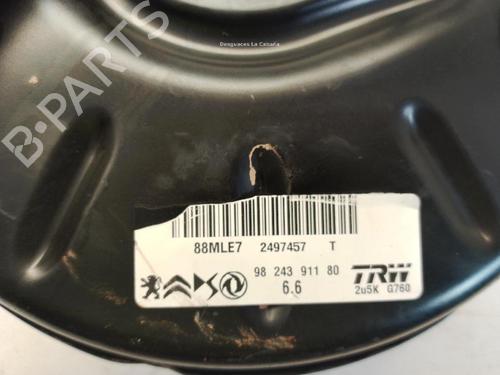 Desguaces La Cabaña
B-PARTS
88MLE7 2497457 T
98 243 911 80
6.6
TRW
2u5K G760